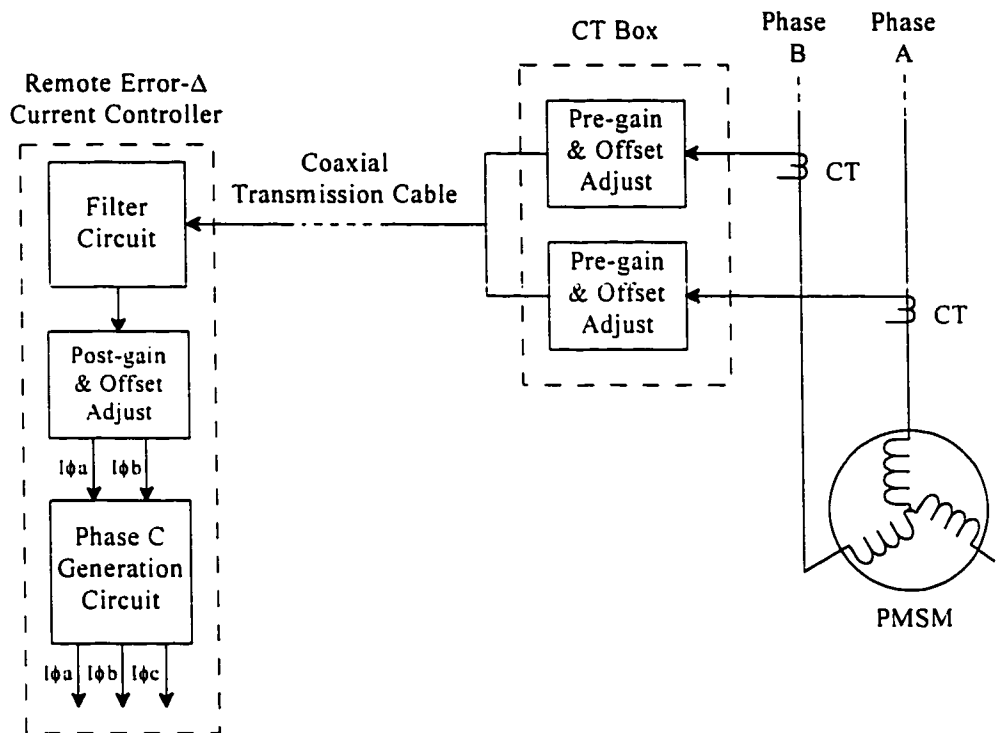 CT Box
Phase
B
Phase
A
Remote Error-Δ
Current Controller
Pre-gain
& Offset
Adjust
CT
Coaxial
Transmission Cable
Filter
Circuit
Pre-gain
& Offset
Adjust
CT
Post-gain
& Offset
Adjust
Iϕa
Iϕb
Phase C
Generation
Circuit
PMSM
Iϕa
Iϕb
Iϕc